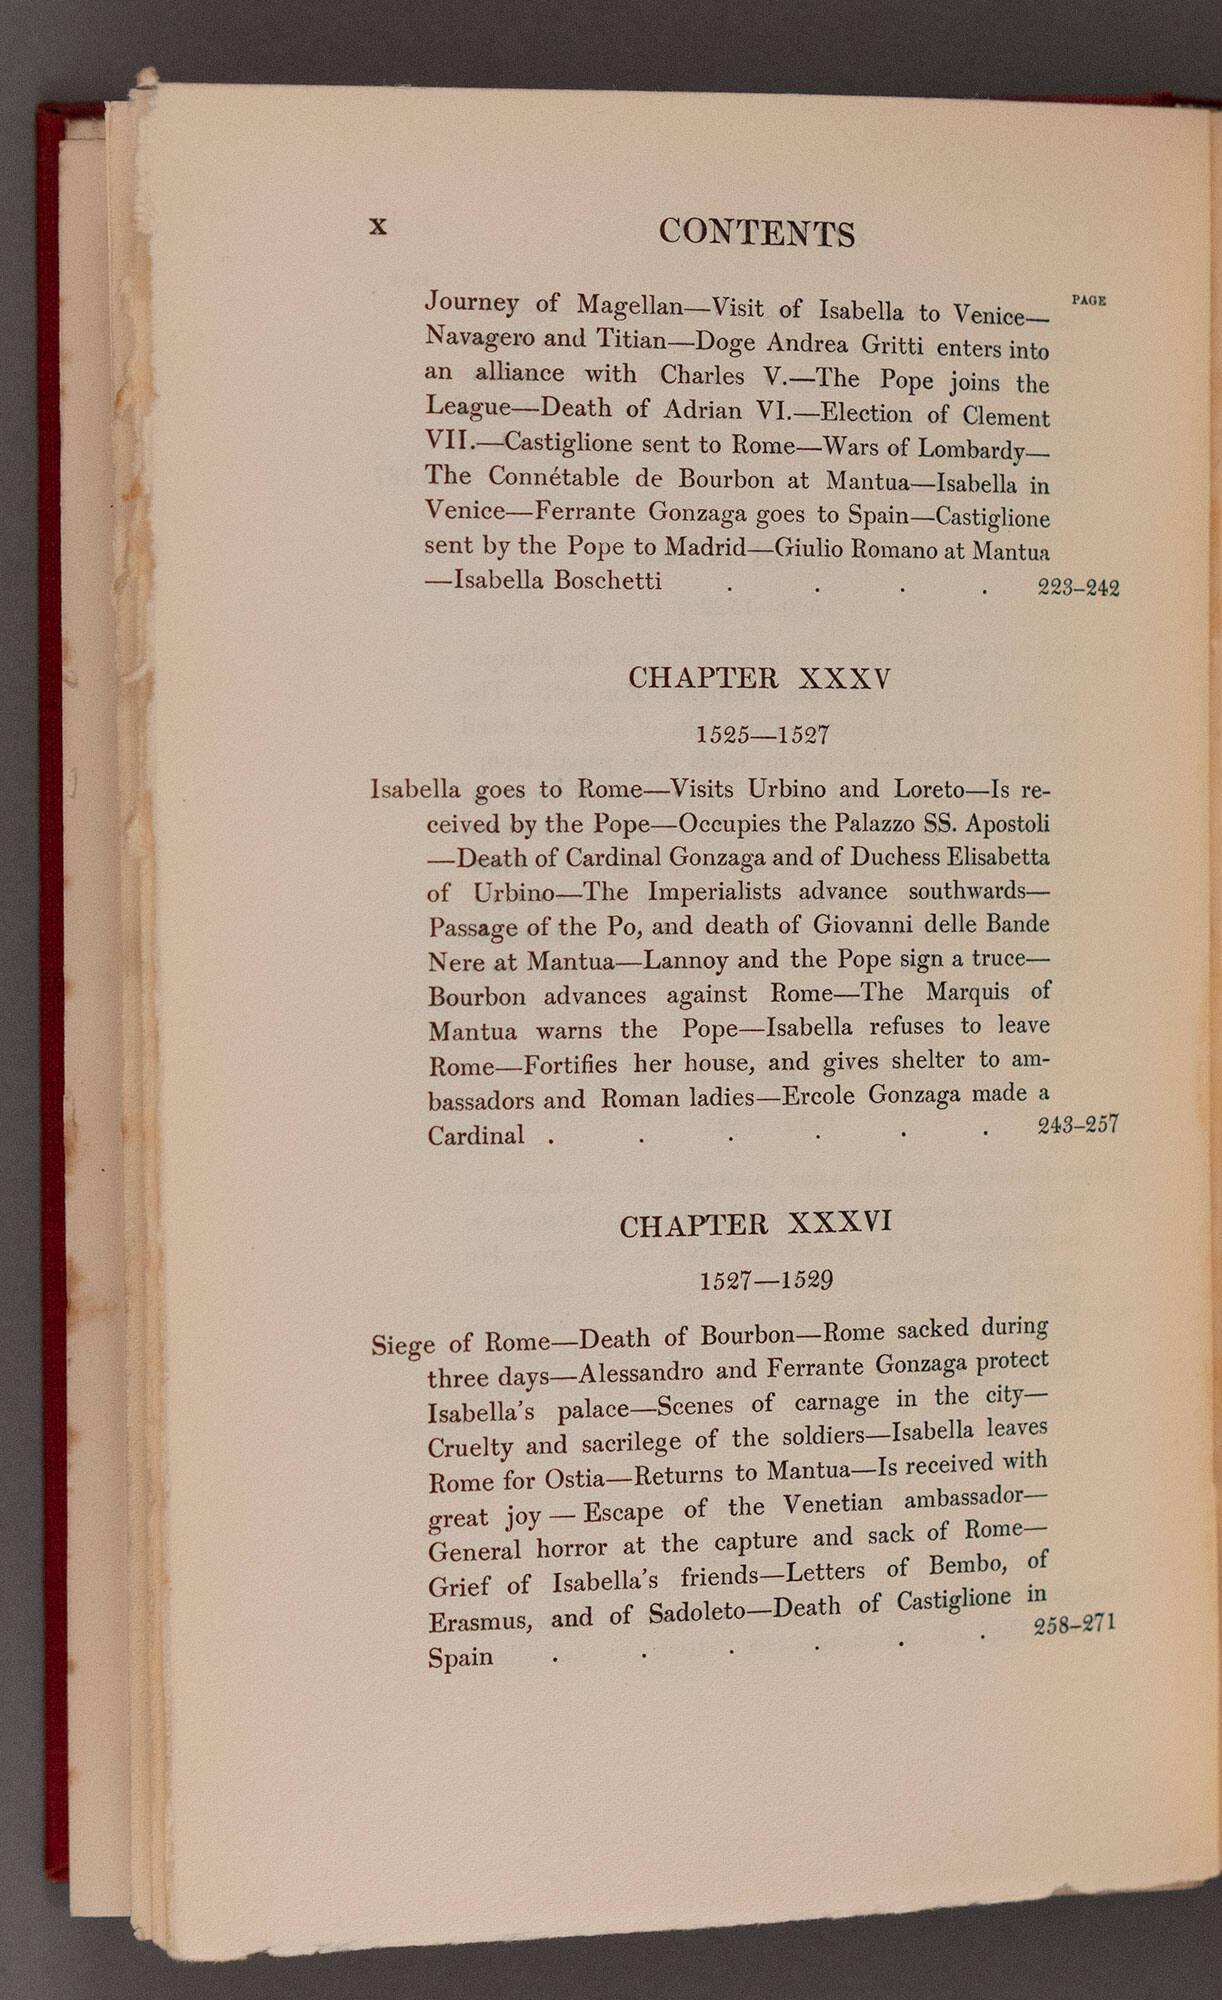 x CONTENTS
PAGE
Journey of Magellan—Visit of Isabella to Venice—
Navagero and Titian—Doge Andrea Gritti enters into
an alliance with Charles V.—The Pope joins the
League—Death of Adrian VI.—Election of Clement
VII.—Castiglione sent to Rome—Wars of Lombardy—
The Connétable de Bourbon at Mantua—Isabella in
Venice—Ferrante Gonzaga goes to Spain—Castiglione
sent by the Pope to Madrid—Giulio Romano at Mantua
—Isabella Boschetti . . . . 223–242
CHAPTER XXXV
1525—1527
Isabella goes to Rome—Visits Urbino and Loreto—Is re-
ceived by the Pope—Occupies the Palazzo SS. Apostoli
—Death of Cardinal Gonzaga and of Duchess Elisabetta
of Urbino—The Imperialists advance southwards—
Passage of the Po, and death of Giovanni delle Bande
Nere at Mantua—Lannoy and the Pope sign a truce—
Bourbon advances against Rome—The Marquis of
Mantua warns the Pope—Isabella refuses to leave
Rome—Fortifies her house, and gives shelter to am-
bassadors and Roman ladies—Ercole Gonzaga made a
Cardinal . . . . . . 243–257
CHAPTER XXXVI
1527—1529
Siege of Rome—Death of Bourbon—Rome sacked during
three days—Alessandro and Ferrante Gonzaga protect
Isabella's palace—Scenes of carnage in the city—
Cruelty and sacrilege of the soldiers—Isabella leaves
Rome for Ostia—Returns to Mantua—Is received with
great joy — Escape of the Venetian ambassador—
General horror at the capture and sack of Rome—
Grief of Isabella's friends—Letters of Bembo, of
Erasmus, and of Sadoleto—Death of Castiglione in
Spain . . . . . . 258–271